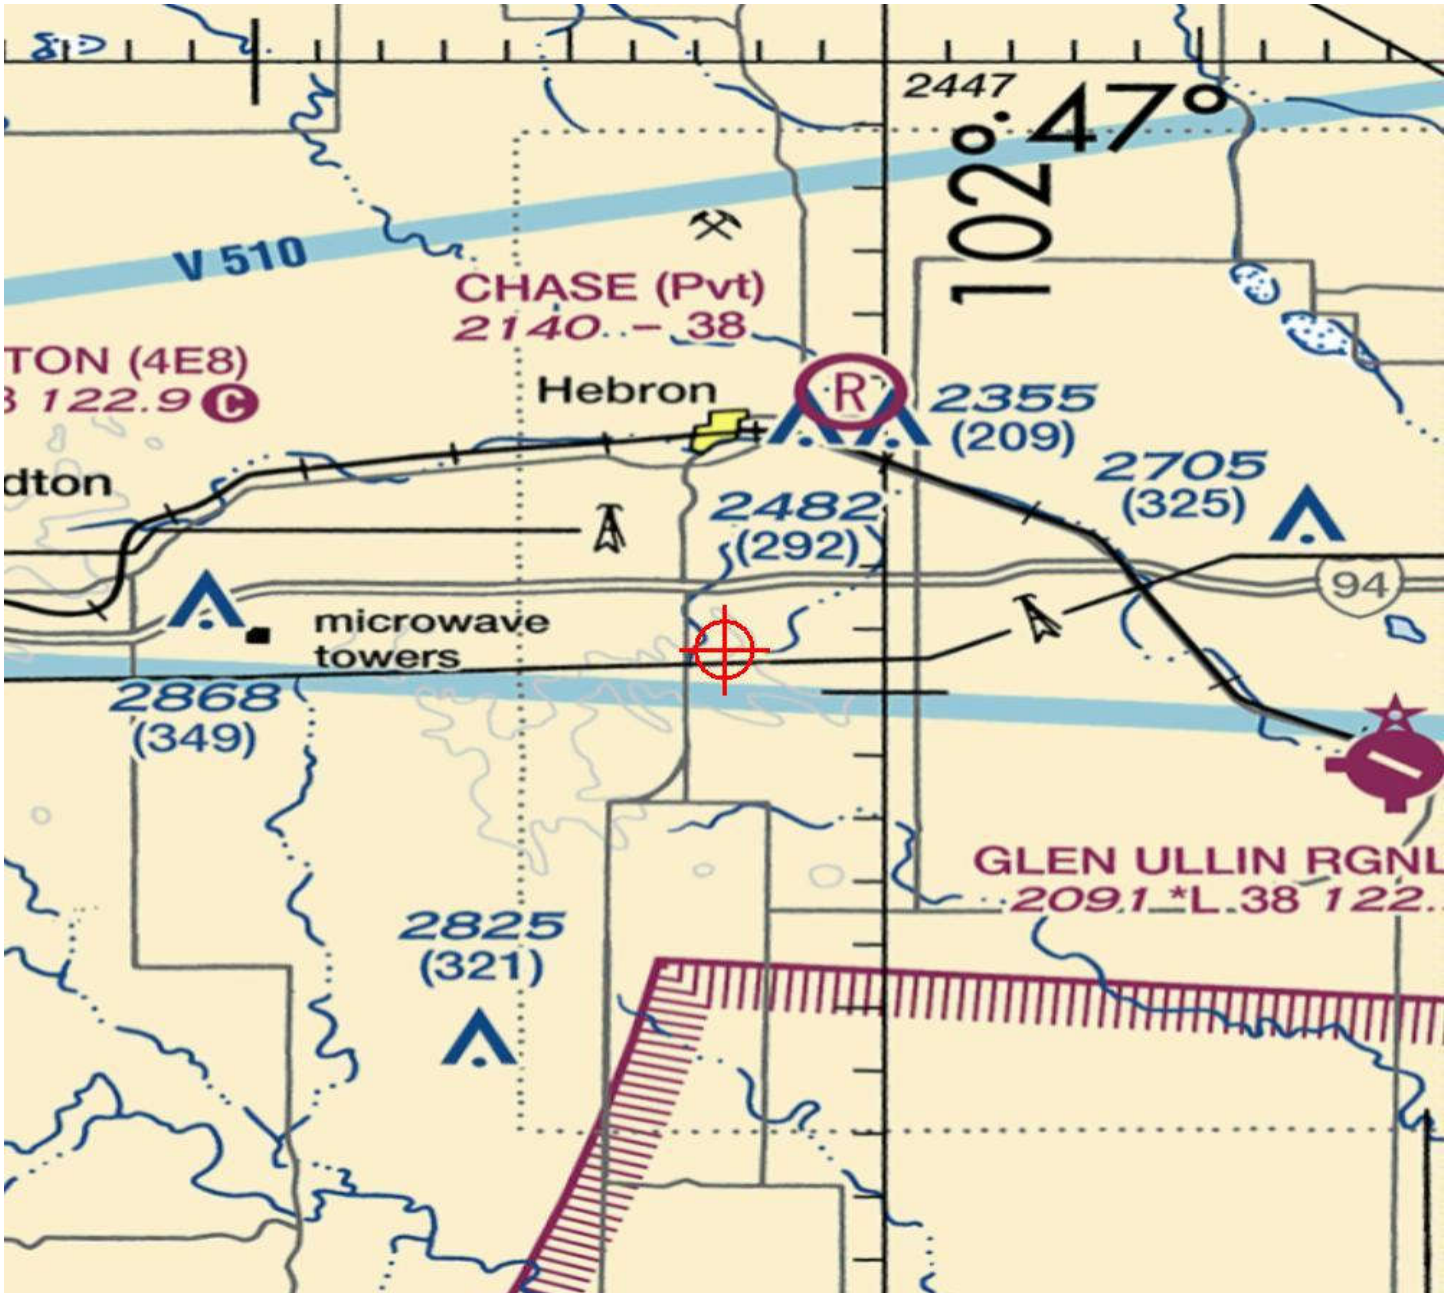 2447
47°
102°
V 510
CHASE (Pvt)
2140 - 38
TON (4E8)
122.9 C
Hebron
R
2355
(209)
dton
2705
(325)
2482
(292)
94
microwave
towers
2868
(349)
GLEN ULLIN RGNL
2091 *L 38 122.
2825
(321)